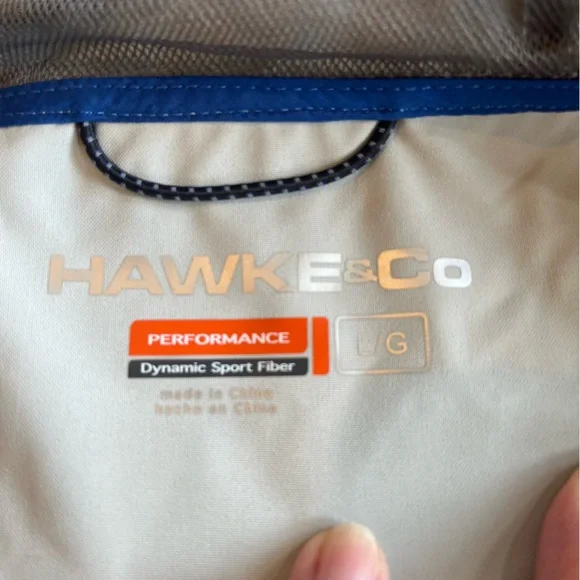 HAWKE&Co
PERFORMANCE
L/G
Dynamic Sport Fiber
made in China
hecho en China